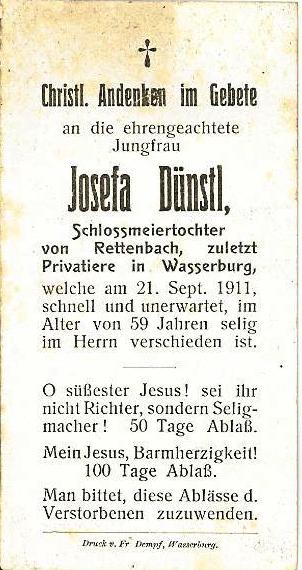 Christl. Andenken im Gebete
an die ehrengeachtete
Jungfrau
Josefa Dünstl,
Schlossmeiertochter
von Rettenbach, zuletzt
Privatiere in Wasserburg,
welche am 21. Sept. 1911,
schnell und unerwartet, im
Alter von 59 Jahren selig
im Herrn verschieden ist.
O süßester Jesus! sei ihr
nicht Richter, sondern Selig-
macher! 50 Tage Ablaß.
Mein Jesus, Barmherzigkeit!
100 Tage Ablaß.
Man bittet, diese Ablässe d.
Verstorbenen zuzuwenden.
Druck v. Fr Dempf, Wasserburg.